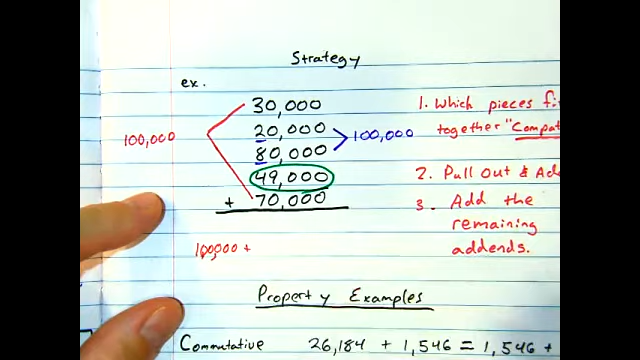 Strategy
ex.
30,000
20,000
80,000
49,000
+ 70,000
100,000
100,000
100,000 +
1. Which pieces
together "Compat
2. Pull Out & Ad
3. Add the
remaining
addends.
Property Examples
Commutative 26,184 + 1,546 = 1,546 +